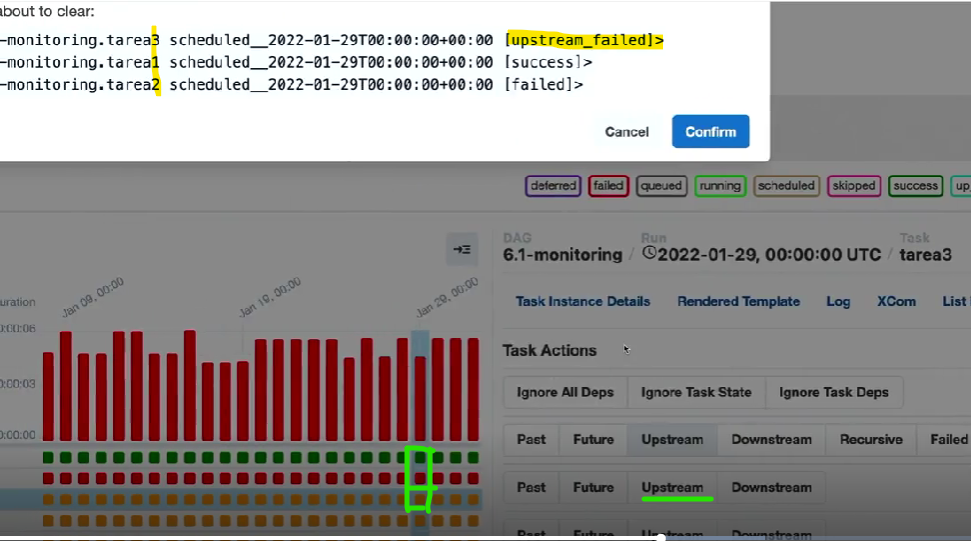 about to clear:
-monitoring.tarea3 scheduled__2022-01-29T00:00:00+00:00 [upstream_failed]>
-monitoring.tarea1 scheduled__2022-01-29T00:00:00+00:00 [success]>
-monitoring.tarea2 scheduled__2022-01-29T00:00:00+00:00 [failed]>
Cancel Confirm
deferred failed queued running scheduled skipped success up
DAG Run Task
6.1-monitoring / 2022-01-29, 00:00:00 UTC / tarea3
Jan 09, 00:00 Jan 19, 00:00 Jan 29, 00:00
uration
0:00:06
0:00:03
0:00:00
Task Instance Details Rendered Template Log XCom List
Task Actions
Ignore All Deps Ignore Task State Ignore Task Deps
Past Future Upstream Downstream Recursive Failed
Past Future Upstream Downstream
Upstream Downstream